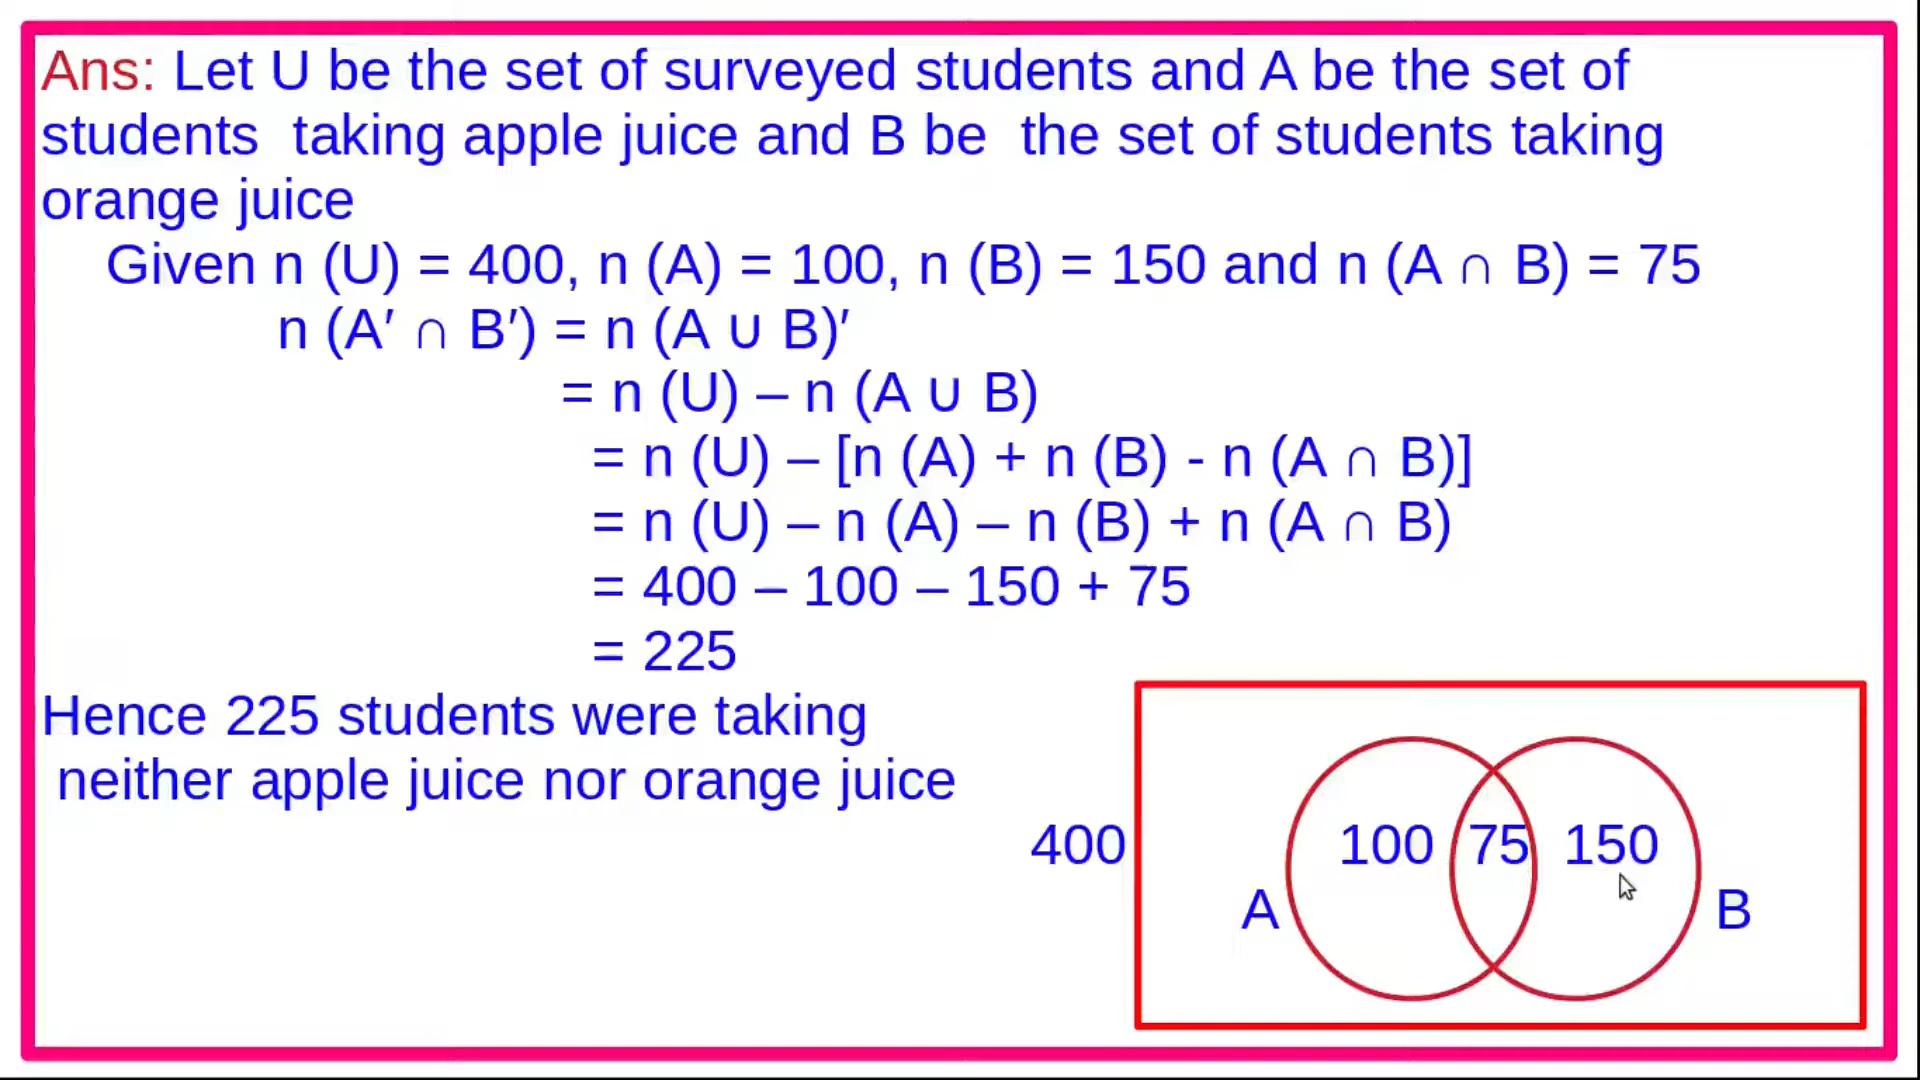 Ans: Let U be the set of surveyed students and A be the set of
students taking apple juice and B be the set of students taking
orange juice
Given n (U) = 400, n (A) = 100, n (B) = 150 and n (A ∩ B) = 75
n (A′ ∩ B′) = n (A ∪ B)′
= n (U) – n (A ∪ B)
= n (U) – [n (A) + n (B) - n (A ∩ B)]
= n (U) – n (A) – n (B) + n (A ∩ B)
= 400 – 100 – 150 + 75
= 225
Hence 225 students were taking
neither apple juice nor orange juice
400 100 75 150
A B